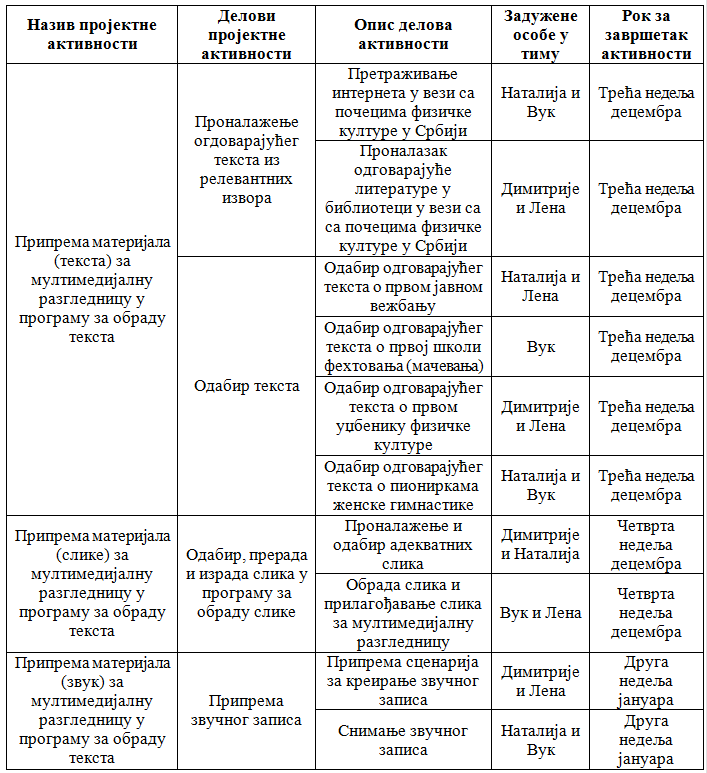 Назив пројектне
активности
Делови
пројектне
активности
Опис делова
активности
Задужене
особе у
тиму
Рок за
завршетак
активности
Припрема материјала
(текста) за
мултимедијалну
разгледницу у
програму за обраду
текста
Проналажење
огдоварајућег
текста из
релевантних
извора
Претраживање
интернета у вези са
почецима физичке
културе у Србији
Наталија и
Вук
Трећа недеља
децембра
Проналазак
одговарајуће
литературе у
библиотеци у вези са
са почецима физичке
културе у Србији
Димитрије
и Лена
Трећа недеља
децембра
Одабир текста
Одабир одговарајућег
текста о првом јавном
вежбању
Наталија и
Лена
Трећа недеља
децембра
Одабир одговарајућег
текста о првој школи
фехтовања (мачевања)
Вук
Трећа недеља
децембра
Одабир одговарајућег
текста о првом
уџбенику физичке
културе
Димитрије
и Лена
Трећа недеља
децембра
Одабир одговарајућег
текста о пиониркама
женске гимнастике
Наталија и
Вук
Трећа недеља
децембра
Припрема материјала
(слике) за
мултимедијалну
разгледницу у
програму за обраду
текста
Одабир, прерада
и израда слика у
програму за
обраду слике
Проналажење и
одабир адекватних
слика
Димитрије
и Наталија
Четврта
недеља
децембра
Обрада слика и
прилагођавање слика
за мултимедијалну
разгледницу
Вук и Лена
Четврта
недеља
децембра
Припрема материјала
(звук) за
мултимедијалну
разгледницу у
програму за обраду
текста
Припрема
звучног записа
Припрема сценарија
за креирање звучног
записа
Димитрије
и Лена
Друга
недеља
јануара
Снимање звучног
записа
Наталија и
Вук
Друга
недеља
јануара